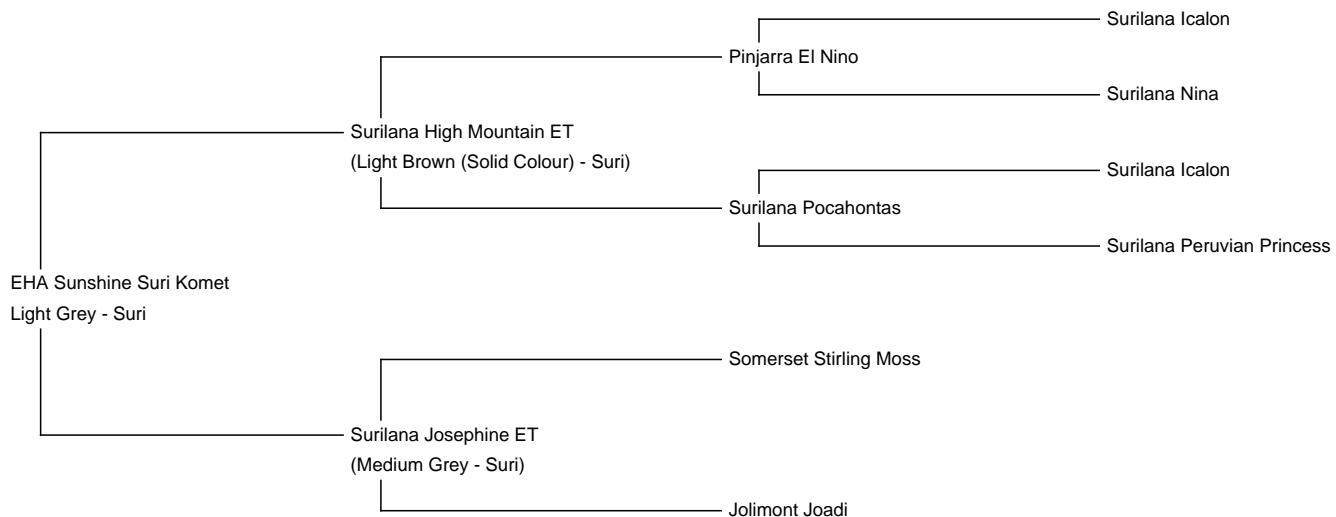 Surilana Icalon
Pinjarra El Nino
Surilana Nina
Surilana High Mountain ET
(Light Brown (Solid Colour) - Suri)
Surilana Icalon
Surilana Pocahontas
Surilana Peruvian Princess
EHA Sunshine Suri Komet
Light Grey - Suri
Somerset Stirling Moss
Surilana Josephine ET
(Medium Grey - Suri)
Jolimont Joadi